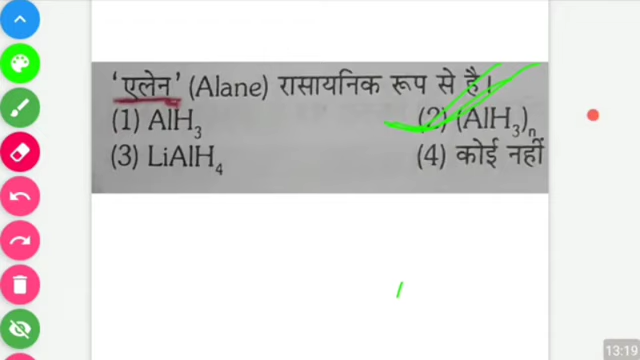 'एलेन' (Alane) रासायनिक रूप से है।
(1) AlH₃ (2) (AlH₃)ₙ
(3) LiAlH₄ (4) कोई नहीं
13:19